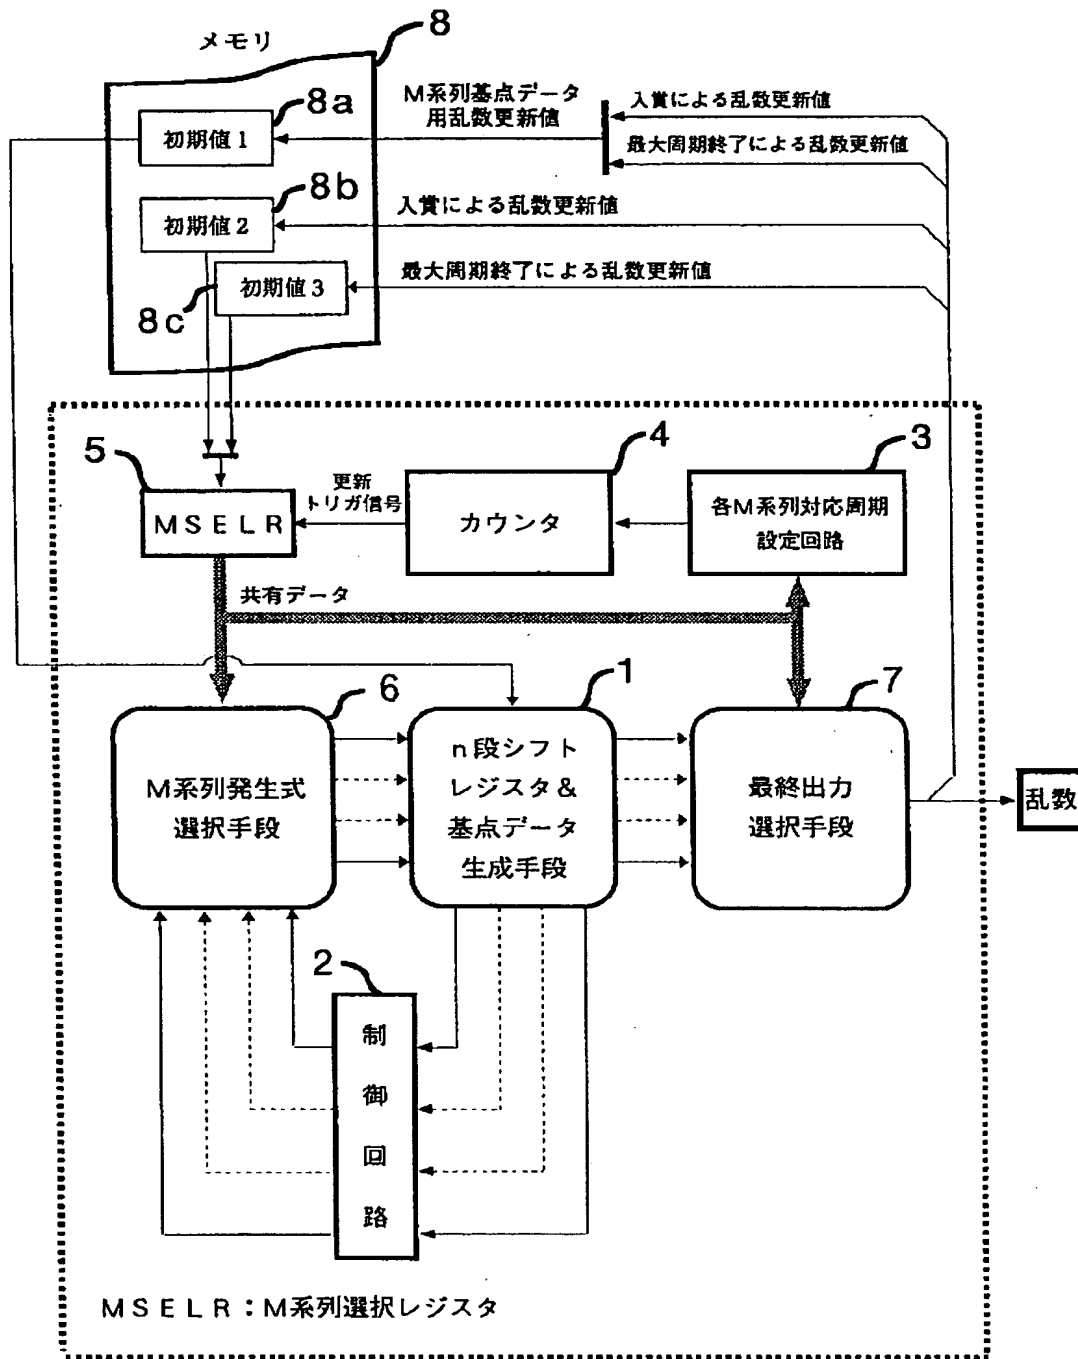 メモリ
8
8a
初期値1
M系列基点データ
用乱数更新値
入賞による乱数更新値
最大周期終了による乱数更新値
8b
初期値2
入賞による乱数更新値
8c
初期値3
最大周期終了による乱数更新値
5
MSELR
更新
トリガ信号
4
カウンタ
3
各M系列対応周期
設定回路
共有データ
6
M系列発生式
選択手段
1
n段シフト
レジスタ&
基点データ
生成手段
7
最終出力
選択手段
乱数
2
制
御
回
路
MSELR:M系列選択レジスタ